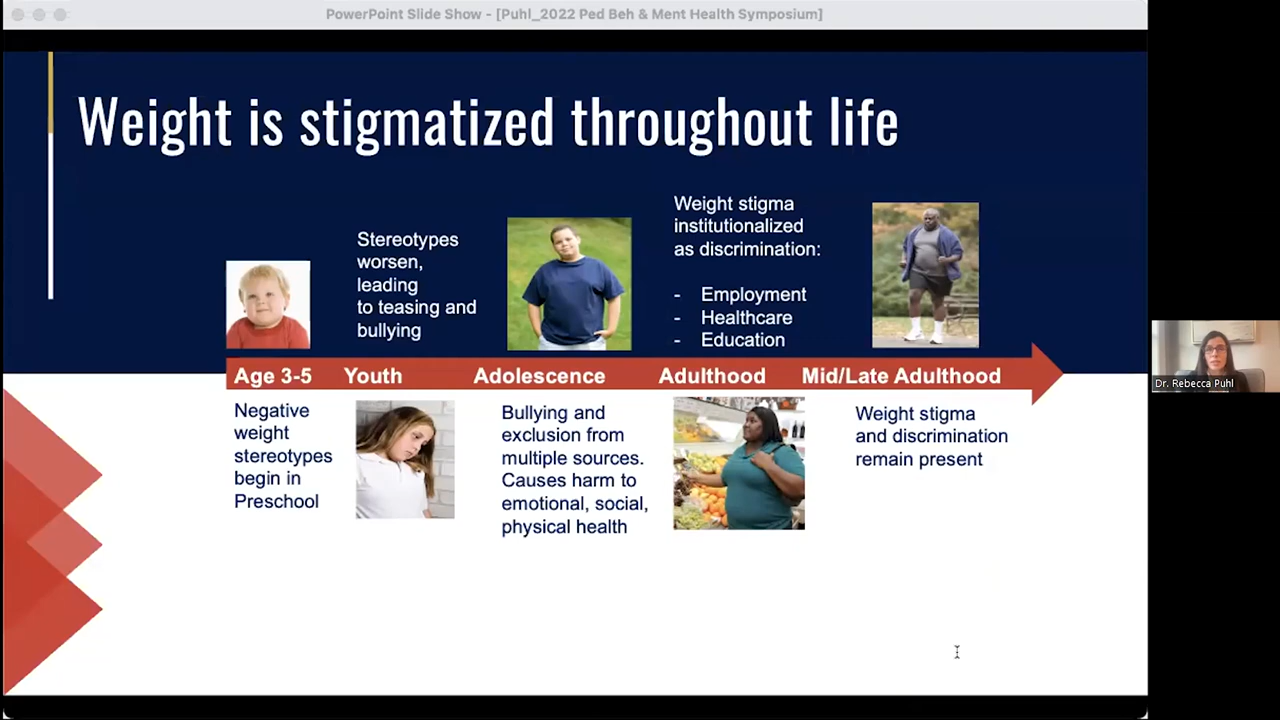 PowerPoint Slide Show - [Puhl_2022 Ped Beh & Ment Health Symposium]
Weight is stigmatized throughout life
Stereotypes
worsen,
leading
to teasing and
bullying
Weight stigma
institutionalized
as discrimination:
- Employment
- Healthcare
- Education
Age 3-5
Youth
Adolescence
Adulthood
Mid/Late Adulthood
Negative
weight
stereotypes
begin in
Preschool
Bullying and
exclusion from
multiple sources.
Causes harm to
emotional, social,
physical health
Weight stigma
and discrimination
remain present
Dr. Rebecca Puhl